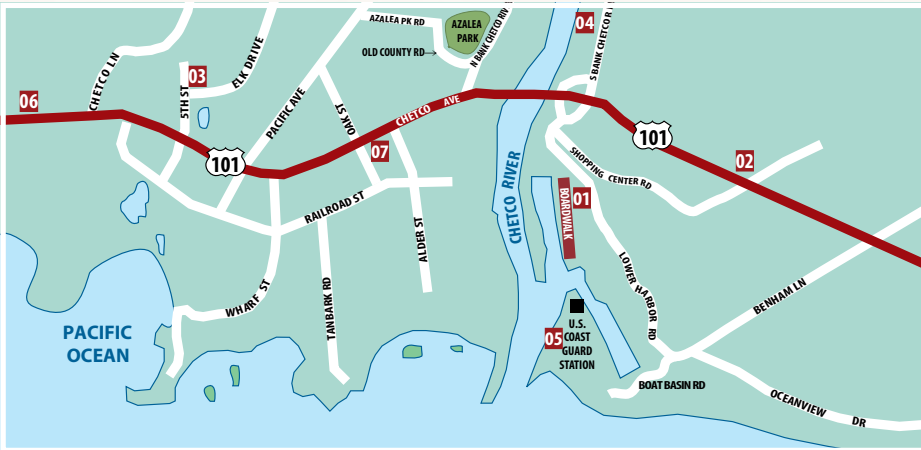 AZALEA PK RD
AZALEA
PARK
OLD COUNTY RD
N BANK CHETCO RIV
04
S BANK CHETCO R
CHETCO LN
03
ELK DRIVE
5TH ST
PACIFIC AVE
06
OAK ST
CHETCO AVE
07
101
101
02
SHOPPING CENTER RD
CHETCO RIVER
01
BOARDWALK
RAILROAD ST
ALDER ST
LOWER HARBOR RD
WHARF ST
TANBARK RD
BENHAM LN
PACIFIC
OCEAN
05
U.S.
COAST
GUARD
STATION
BOAT BASIN RD
OCEANVIEW DR